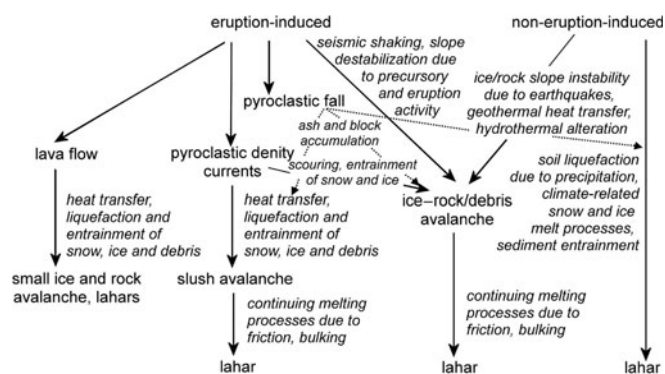 eruption-induced
non-eruption-induced
seismic shaking, slope
destabilization due
to precursory
and eruption
activity
ice/rock slope instability
due to earthquakes,
geothermal heat transfer,
hydrothermal alteration
pyroclastic fall
ash and block
accumulation
lava flow
pyroclastic denity
currents
scouring, entrainment
of snow and ice
soil liquefaction
due to precipitation,
climate-related
snow and ice
melt processes,
sediment entrainment
heat transfer,
liquefaction and
entrainment of
snow, ice and debris
heat transfer,
liquefaction and
entrainment of
snow, ice and debris
ice–rock/debris
avalanche
small ice and rock
avalanche, lahars
slush avalanche
continuing melting
processes due to
friction, bulking
continuing melting
processes due to
friction, bulking
lahar
lahar
lahar